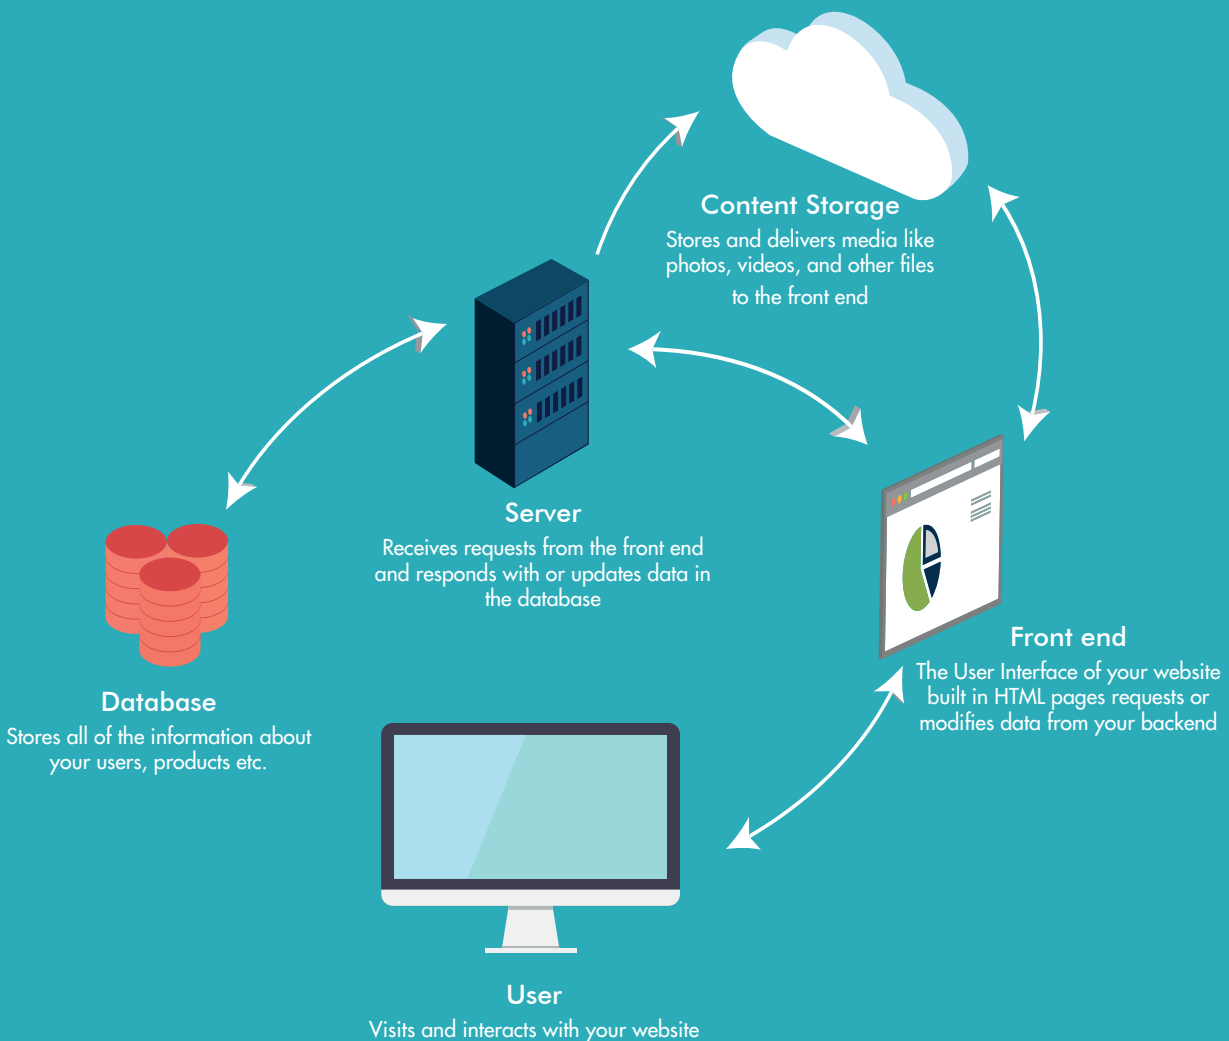 Content Storage
Stores and delivers media like
photos, videos, and other files
to the front end
Server
Receives requests from the front end
and responds with or updates data in
the database
Front end
The User Interface of your website
built in HTML pages requests or
modifies data from your backend
Database
Stores all of the information about
your users, products etc.
User
Visits and interacts with your website